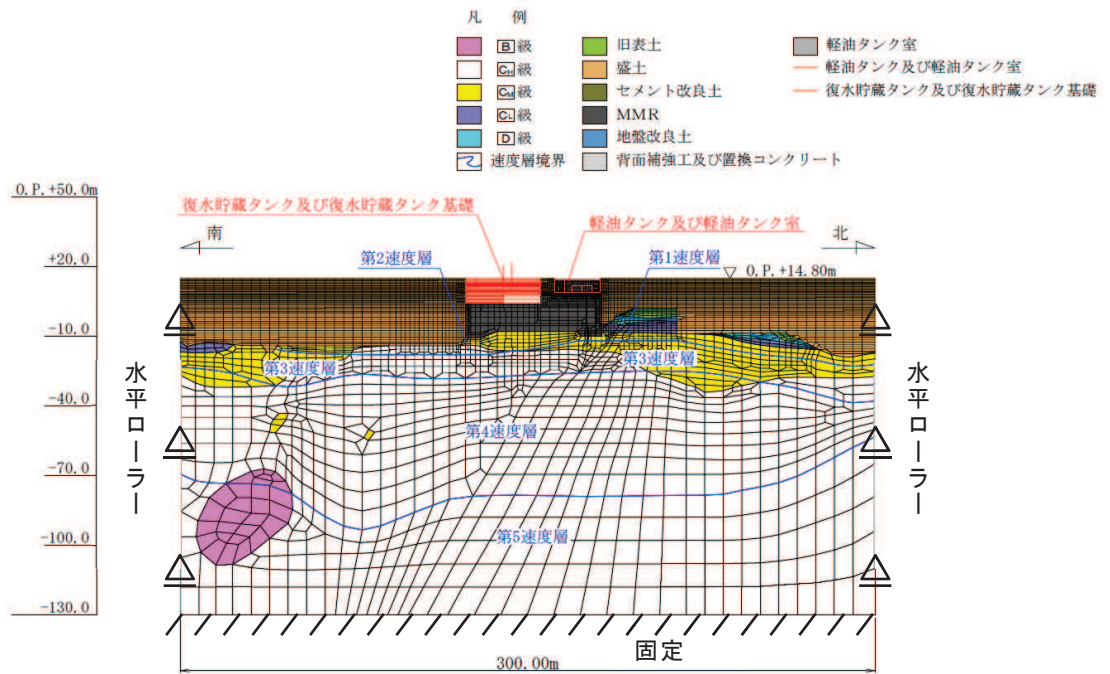 凡 例
B級
CH級
CM級
CL級
D級
速度層境界
旧表土
盛土
セメント改良土
MMR
地盤改良土
背面補強工及び置換コンクリート
軽油タンク室
軽油タンク及び軽油タンク室
復水貯蔵タンク及び復水貯蔵タンク基礎
O.P.+50.0m
+20.0
-10.0
-40.0
-70.0
-100.0
-130.0
復水貯蔵タンク及び復水貯蔵タンク基礎
軽油タンク及び軽油タンク室
南
北
第2速度層
第1速度層
O.P.+14.80m
第3速度層
第3速度層
第4速度層
第5速度層
水平ローラー
水平ローラー
固定
300.00m